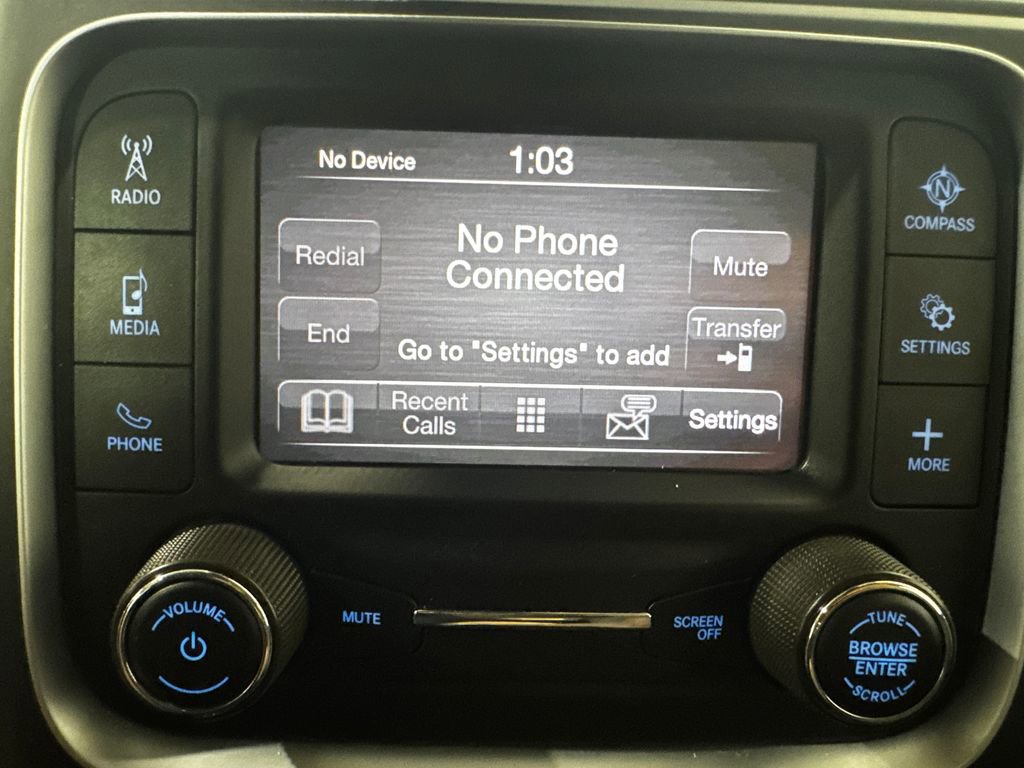 RADIO
MEDIA
PHONE
No Device
1:03
Redial
No Phone
Connected
Mute
End
Go to "Settings" to add
Transfer
Recent
Calls
Settings
N
COMPASS
SETTINGS
MORE
VOLUME
MUTE
SCREEN
OFF
TUNE
BROWSE
ENTER
SCROLL